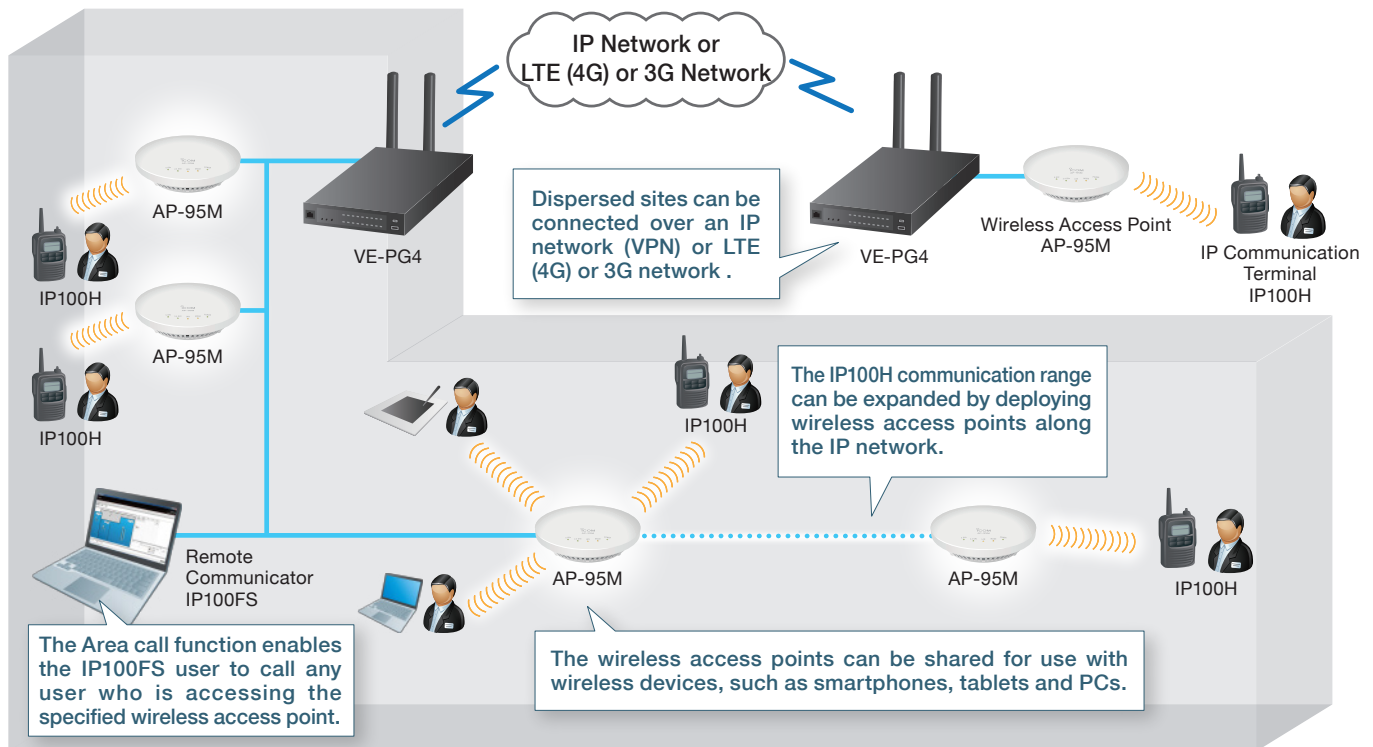 IP Network or
LTE (4G) or 3G Network
AP-95M
VE-PG4
IP100H
AP-95M
IP100H
Dispersed sites can be
connected over an IP
network (VPN) or LTE
(4G) or 3G network .
VE-PG4
Wireless Access Point
AP-95M
IP Communication
Terminal
IP100H
IP100H
The IP100H communication range
can be expanded by deploying
wireless access points along
the IP network.
Remote
Communicator
IP100FS
AP-95M
AP-95M
IP100H
The Area call function enables
the IP100FS user to call any
user who is accessing the
specified wireless access point.
The wireless access points can be shared for use with
wireless devices, such as smartphones, tablets and PCs.